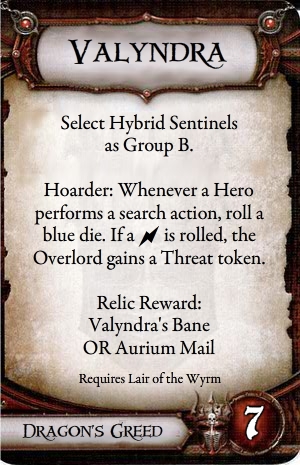 VALYNDRA
Select Hybrid Sentinels
as Group B.
Hoarder: Whenever a Hero
performs a search action, roll a
blue die. If a is rolled, the
Overlord gains a Threat token.
Relic Reward:
Valyndra's Bane
OR Aurium Mail
Requires Lair of the Wyrm
DRAGON'S GREED
7